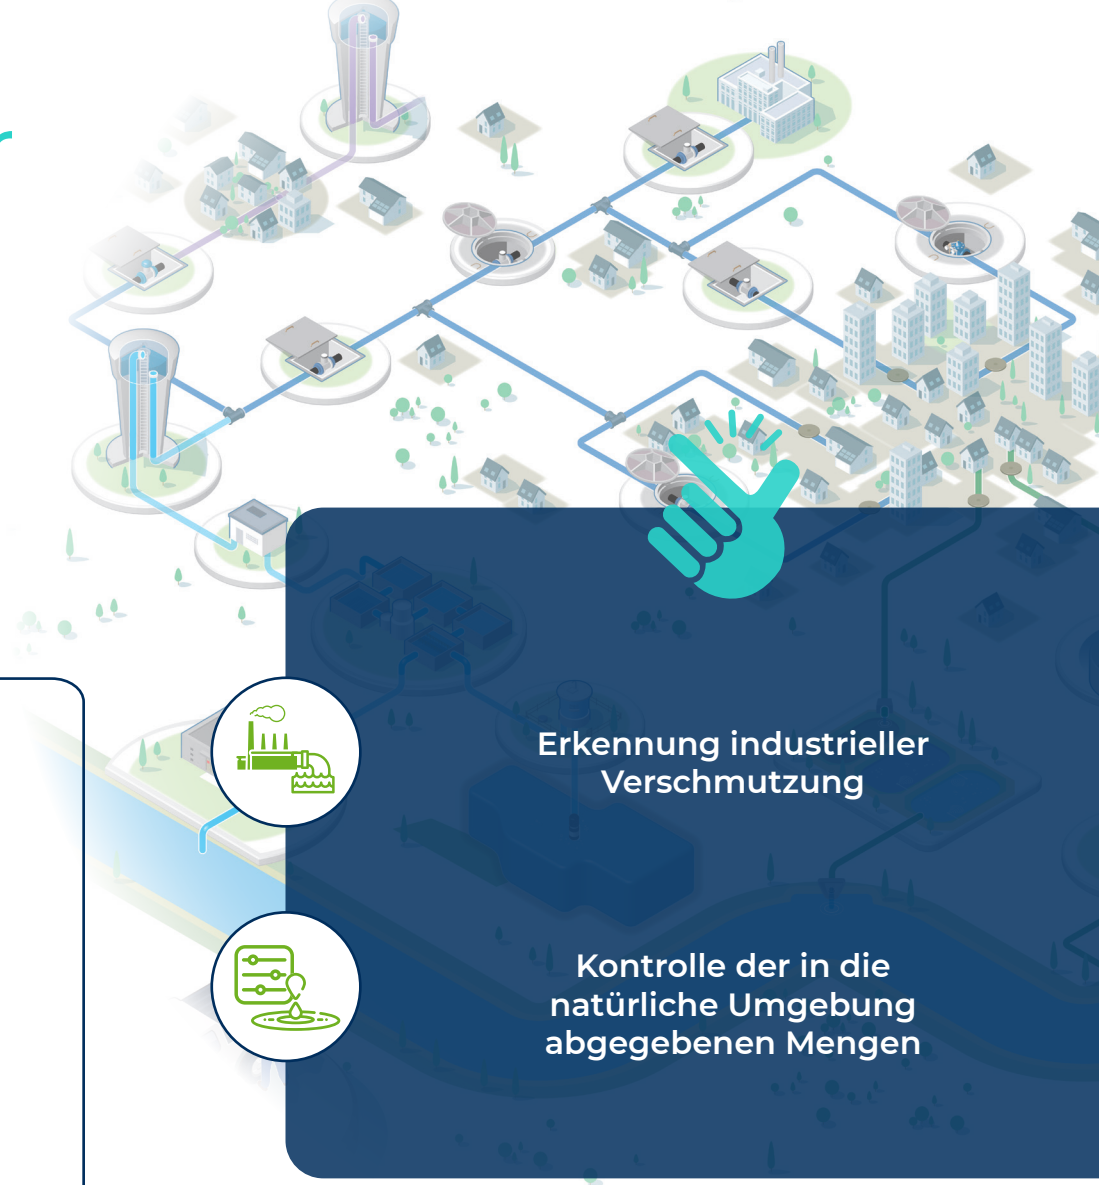 Erkennung industrieller
Verschmutzung
Kontrolle der in die
natürliche Umgebung
abgegebenen Mengen